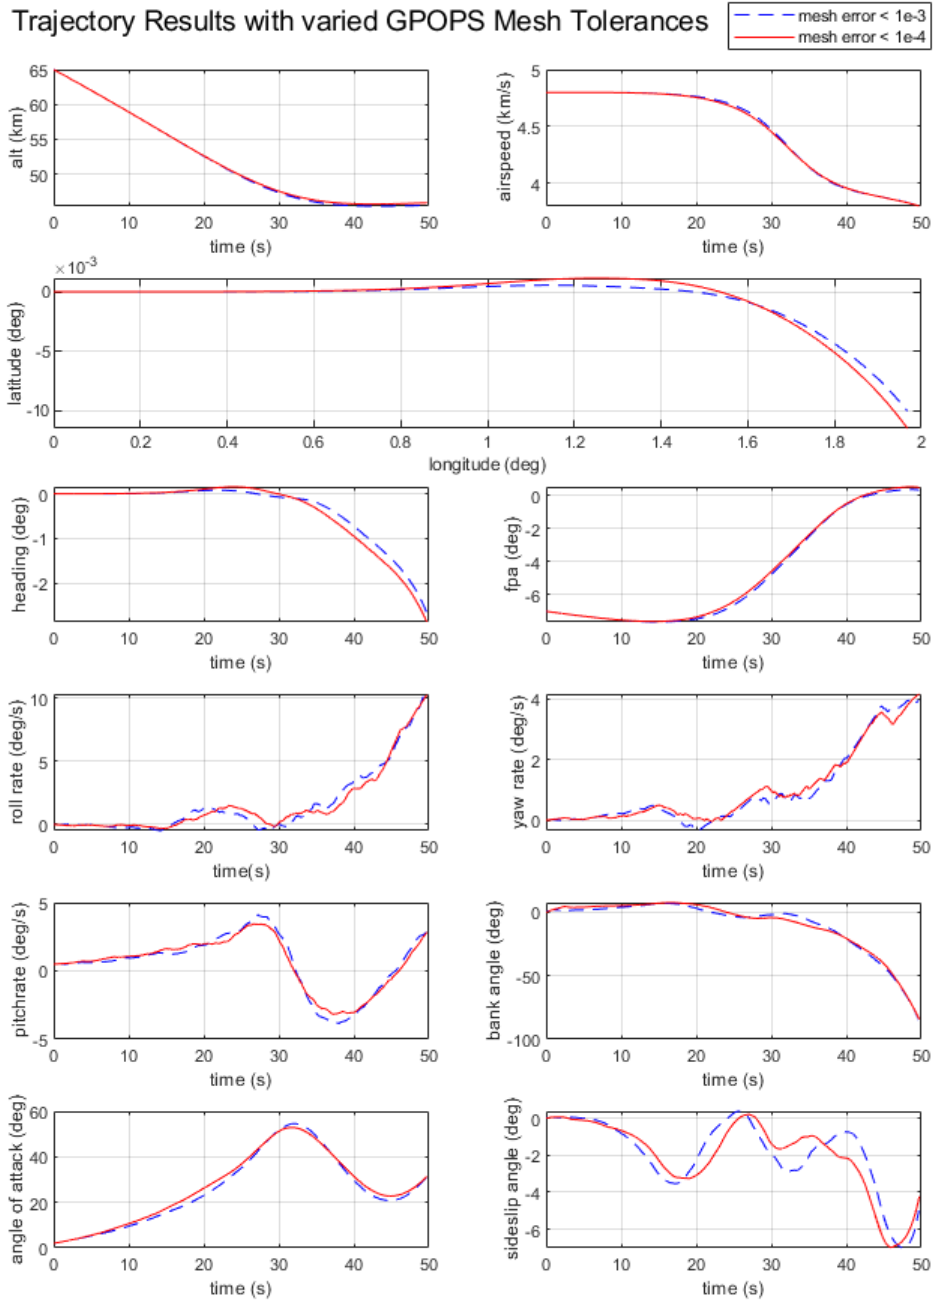 Trajectory Results with varied GPOPS Mesh Tolerances
mesh error < 1e-3
mesh error < 1e-4
65
60
55
50
alt (km)
0 10 20 30 40 50
time (s)
5
4.5
4
airspeed (km/s)
0 10 20 30 40 50
time (s)
×10-3
0
-5
-10
latitude (deg)
0 0.2 0.4 0.6 0.8 1 1.2 1.4 1.6 1.8 2
longitude (deg)
0
-1
-2
heading (deg)
0 10 20 30 40 50
time (s)
0
-2
-4
-6
fpa (deg)
0 10 20 30 40 50
time (s)
10
5
0
roll rate (deg/s)
0 10 20 30 40 50
time(s)
4
2
0
yaw rate (deg/s)
0 10 20 30 40 50
time (s)
5
0
-5
pitchrate (deg/s)
0 10 20 30 40 50
time (s)
0
-50
-100
bank angle (deg)
0 10 20 30 40 50
time (s)
60
40
20
0
angle of attack (deg)
0 10 20 30 40 50
time (s)
0
-2
-4
-6
sideslip angle (deg)
0 10 20 30 40 50
time (s)